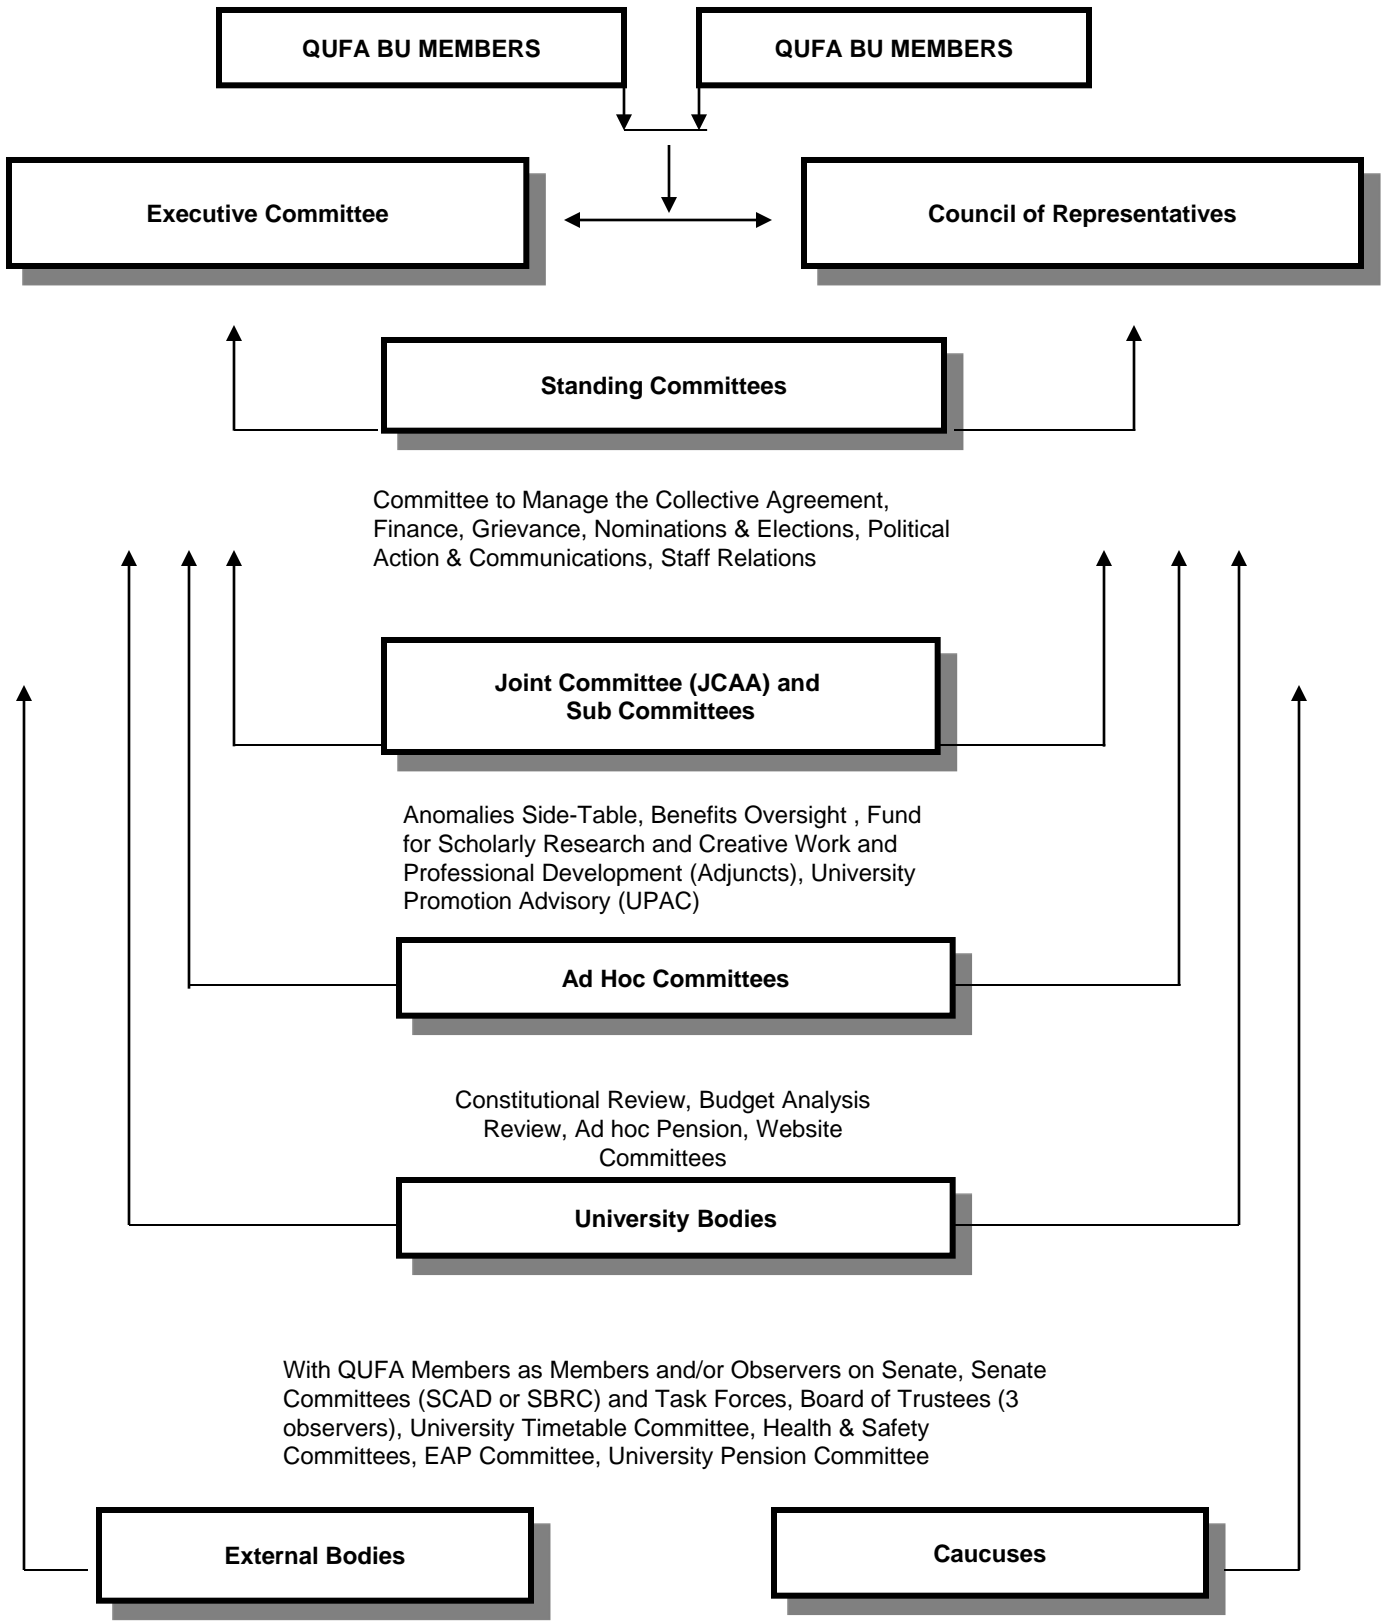 QUFA BU MEMBERS
QUFA BU MEMBERS
Executive Committee
Council of Representatives
Standing Committees
Committee to Manage the Collective Agreement,
Finance, Grievance, Nominations & Elections, Political
Action & Communications, Staff Relations
Joint Committee (JCAA) and
Sub Committees
Anomalies Side-Table, Benefits Oversight , Fund
for Scholarly Research and Creative Work and
Professional Development (Adjuncts), University
Promotion Advisory (UPAC)
Ad Hoc Committees
Constitutional Review, Budget Analysis
Review, Ad hoc Pension, Website
Committees
University Bodies
With QUFA Members as Members and/or Observers on Senate, Senate
Committees (SCAD or SBRC) and Task Forces, Board of Trustees (3
observers), University Timetable Committee, Health & Safety
Committees, EAP Committee, University Pension Committee
External Bodies
Caucuses